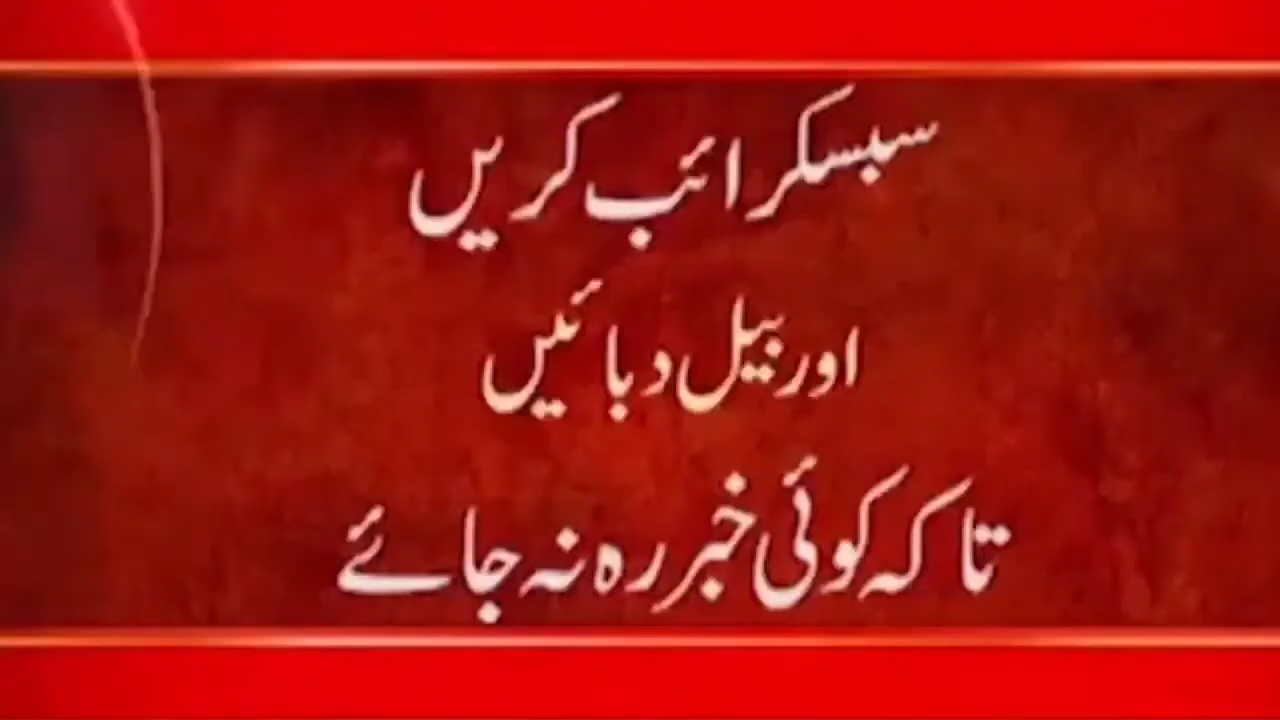 سبسکرائب کریں
اور بیل دبائیں
تاکہ کوئی خبر رہ نہ جائے